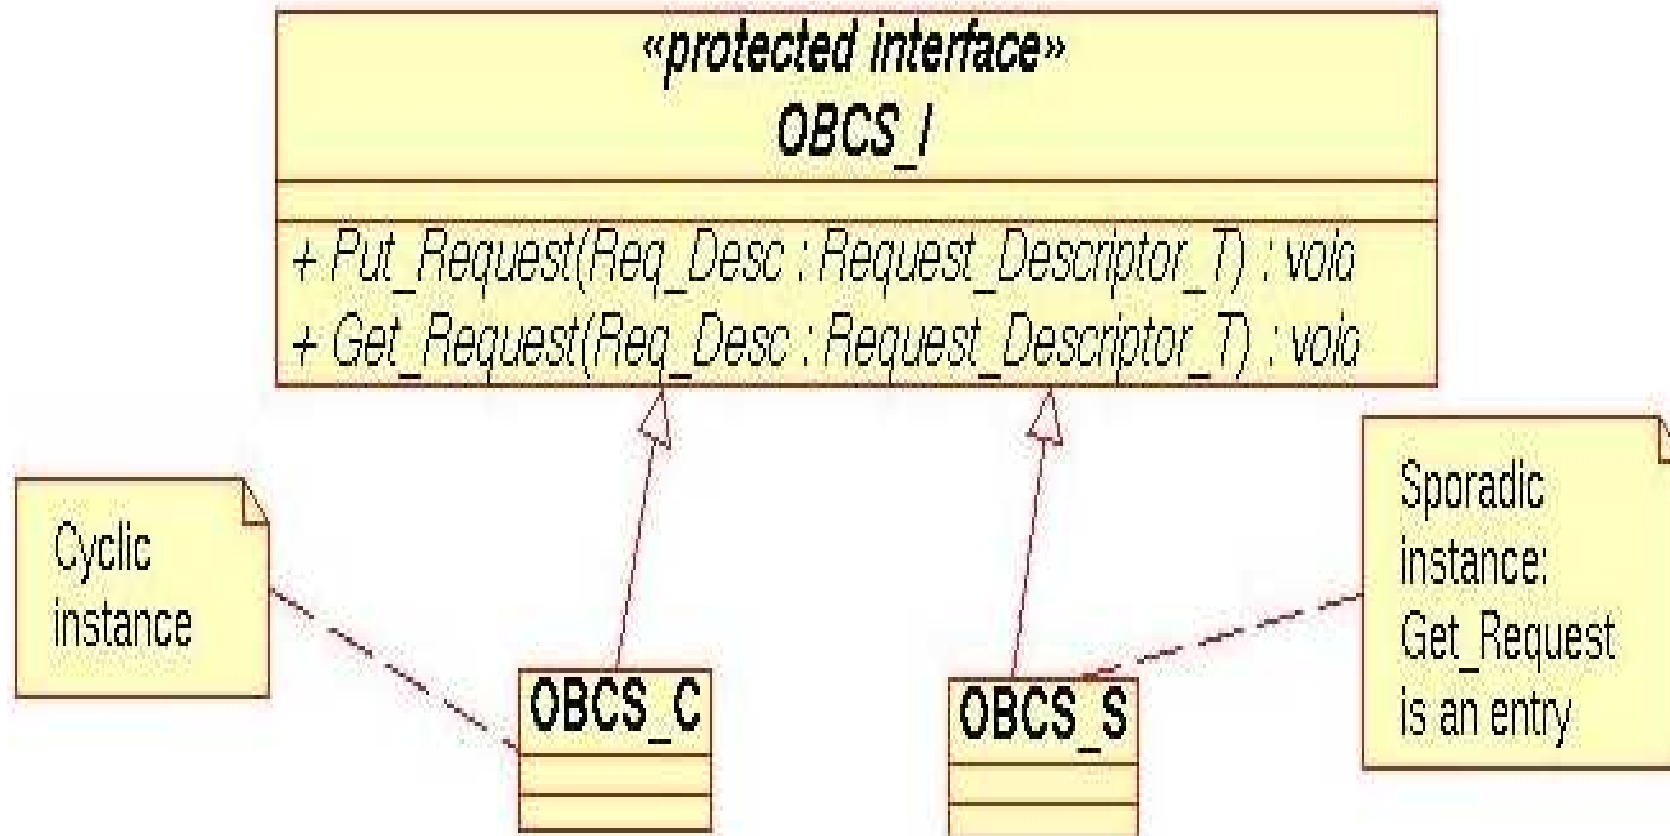 «protected interface»
OBCS_I
+ Put_Request(Req_Desc : Request_Descriptor_T) : void
+ Get_Request(Req_Desc : Request_Descriptor_T) : void
Cyclic
instance
Sporadic
instance:
Get_Request
is an entry
OBCS_C
OBCS_S